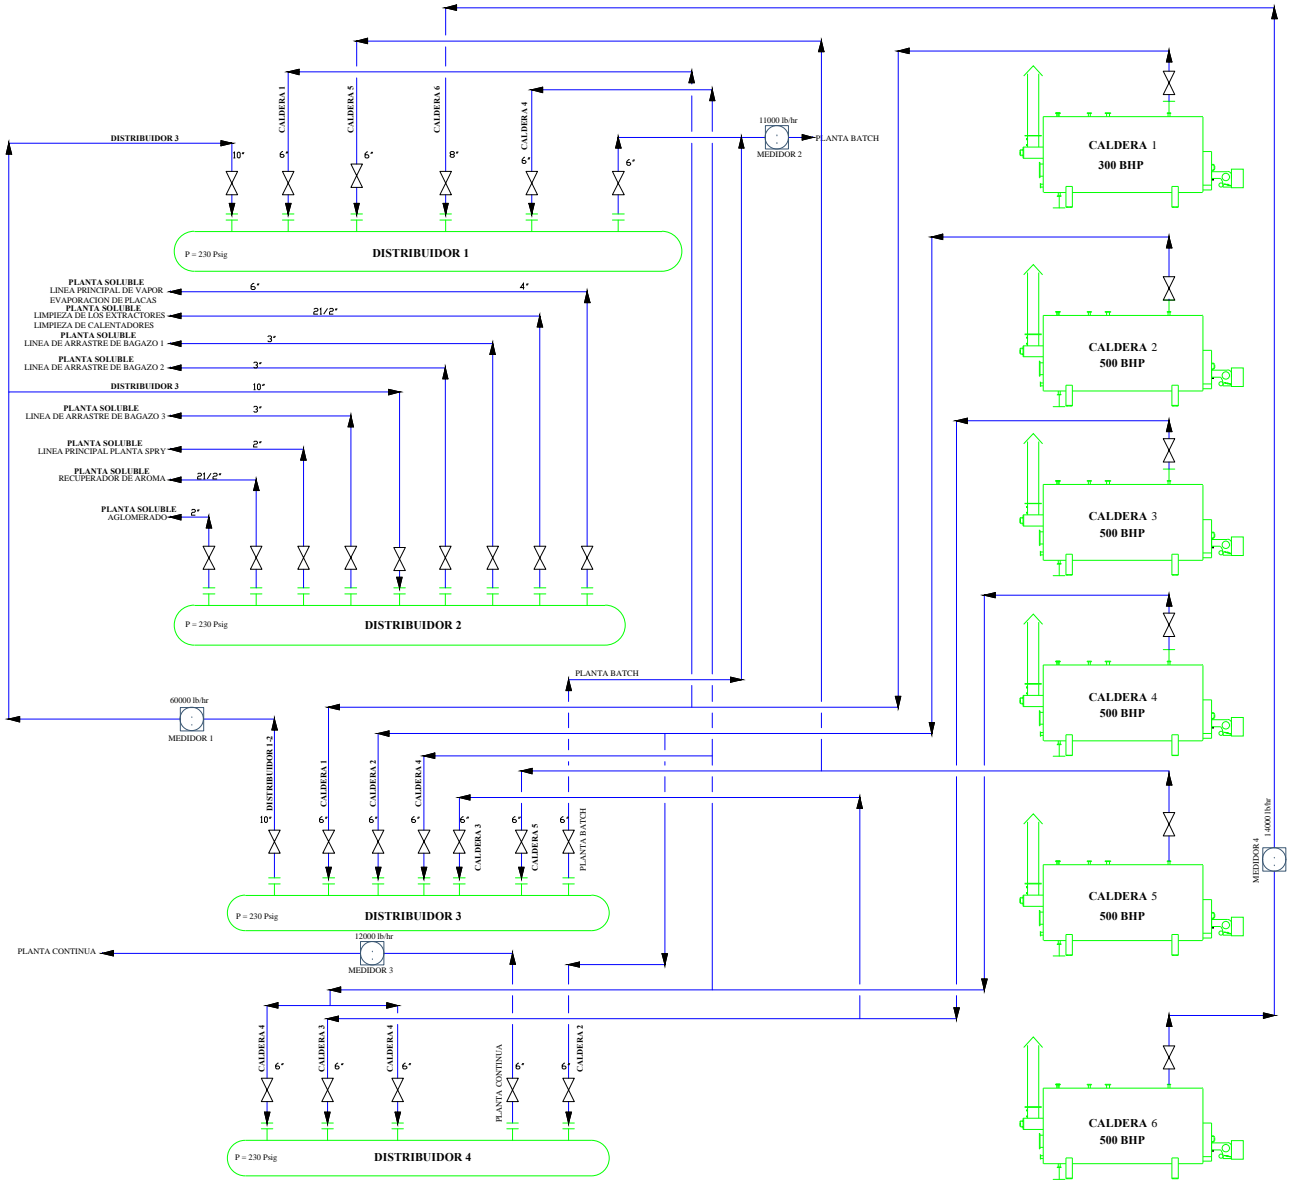 CALDERA 1
CALDERA 5
CALDERA 6
CALDERA 4
DISTRIBUIDOR 3
10"
6"
6"
8"
6"
6"
11000 lb/hr
PLANTA BATCH
MEDIDOR 2
P = 230 Psig
DISTRIBUIDOR 1
PLANTA SOLUBLE
LINEA PRINCIPAL DE VAPOR
EVAPORACION DE PLACAS
6"
4"
PLANTA SOLUBLE
LIMPIEZA DE LOS EXTRACTORES
LIMPIEZA DE CALENTADORES
21/2"
PLANTA SOLUBLE
LINEA DE ARRASTRE DE BAGAZO 1
3"
PLANTA SOLUBLE
LINEA DE ARRASTRE DE BAGAZO 2
3"
DISTRIBUIDOR 3
10"
PLANTA SOLUBLE
LINEA DE ARRASTRE DE BAGAZO 3
3"
PLANTA SOLUBLE
LINEA PRINCIPAL PLANTA SPRY
2"
PLANTA SOLUBLE
RECUPERADOR DE AROMA
21/2"
PLANTA SOLUBLE
AGLOMERADO
2"
P = 230 Psig
DISTRIBUIDOR 2
PLANTA BATCH
60000 lb/hr
MEDIDOR 1
DISTRIBUIDOR 1-2
CALDERA 1
CALDERA 2
CALDERA 4
CALDERA 3
CALDERA 5
PLANTA BATCH
10"
6"
6"
6"
6"
6"
6"
P = 230 Psig
DISTRIBUIDOR 3
PLANTA CONTINUA
12000 lb/hr
MEDIDOR 3
CALDERA 4
CALDERA 3
CALDERA 4
PLANTA CONTINUA
CALDERA 2
6"
6"
6"
6"
6"
P = 230 Psig
DISTRIBUIDOR 4
CALDERA 1
300 BHP
CALDERA 2
500 BHP
CALDERA 3
500 BHP
CALDERA 4
500 BHP
CALDERA 5
500 BHP
CALDERA 6
500 BHP
MEDIDOR 4
14000 lb/hr